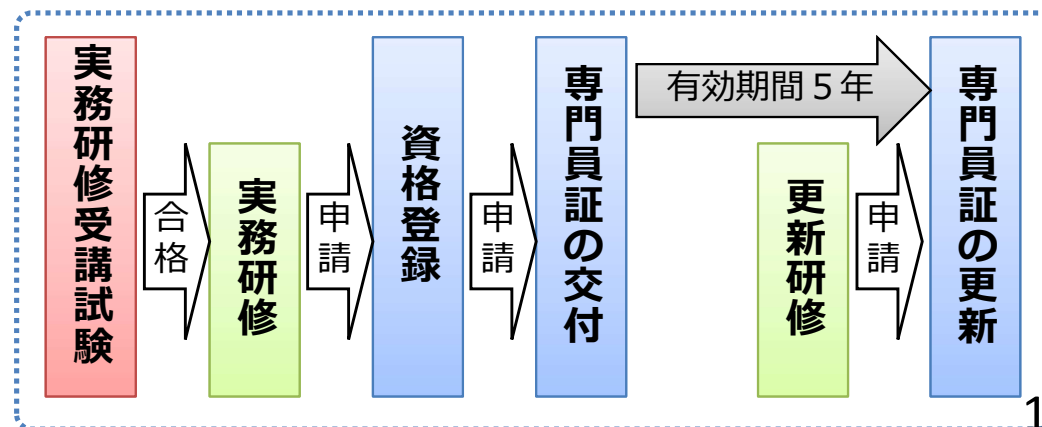 実務研修受講試験
合格
実務研修
申請
資格登録
申請
専門員証の交付
有効期間５年
更新研修
申請
専門員証の更新
1